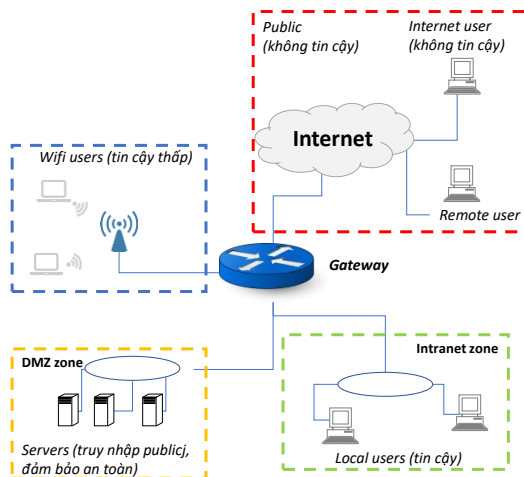 Public
(không tin cậy)
Internet user
(không tin cậy)
Internet
Wifi users (tin cậy thấp)
Remote user
Gateway
DMZ zone
Intranet zone
Servers (truy nhập publicj,
đảm bảo an toàn)
Local users (tin cậy)